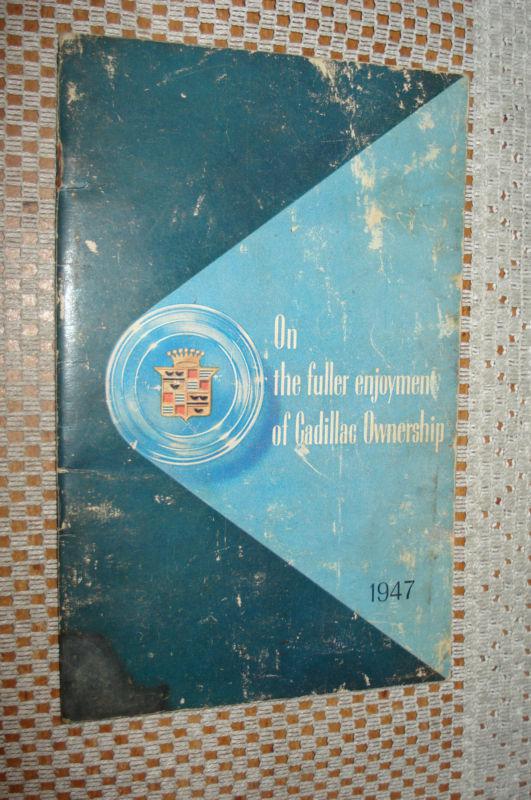 On
the fuller enjoyment
of Cadillac Ownership
1947